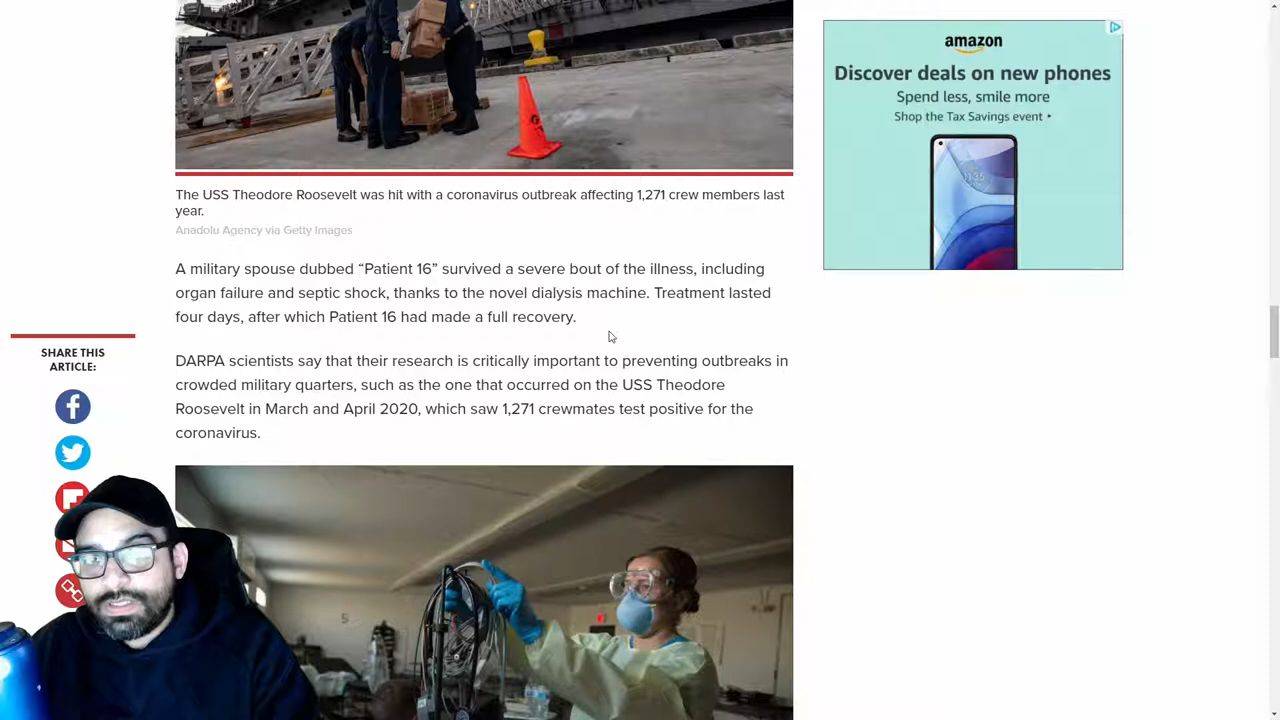 amazon
Discover deals on new phones
Spend less, smile more
Shop the Tax Savings event
11:35
The USS Theodore Roosevelt was hit with a coronavirus outbreak affecting 1,271 crew members last
year.
Anadolu Agency via Getty Images
A military spouse dubbed “Patient 16” survived a severe bout of the illness, including
organ failure and septic shock, thanks to the novel dialysis machine. Treatment lasted
four days, after which Patient 16 had made a full recovery.
SHARE THIS
ARTICLE:
DARPA scientists say that their research is critically important to preventing outbreaks in
crowded military quarters, such as the one that occurred on the USS Theodore
Roosevelt in March and April 2020, which saw 1,271 crewmates test positive for the
coronavirus.
5